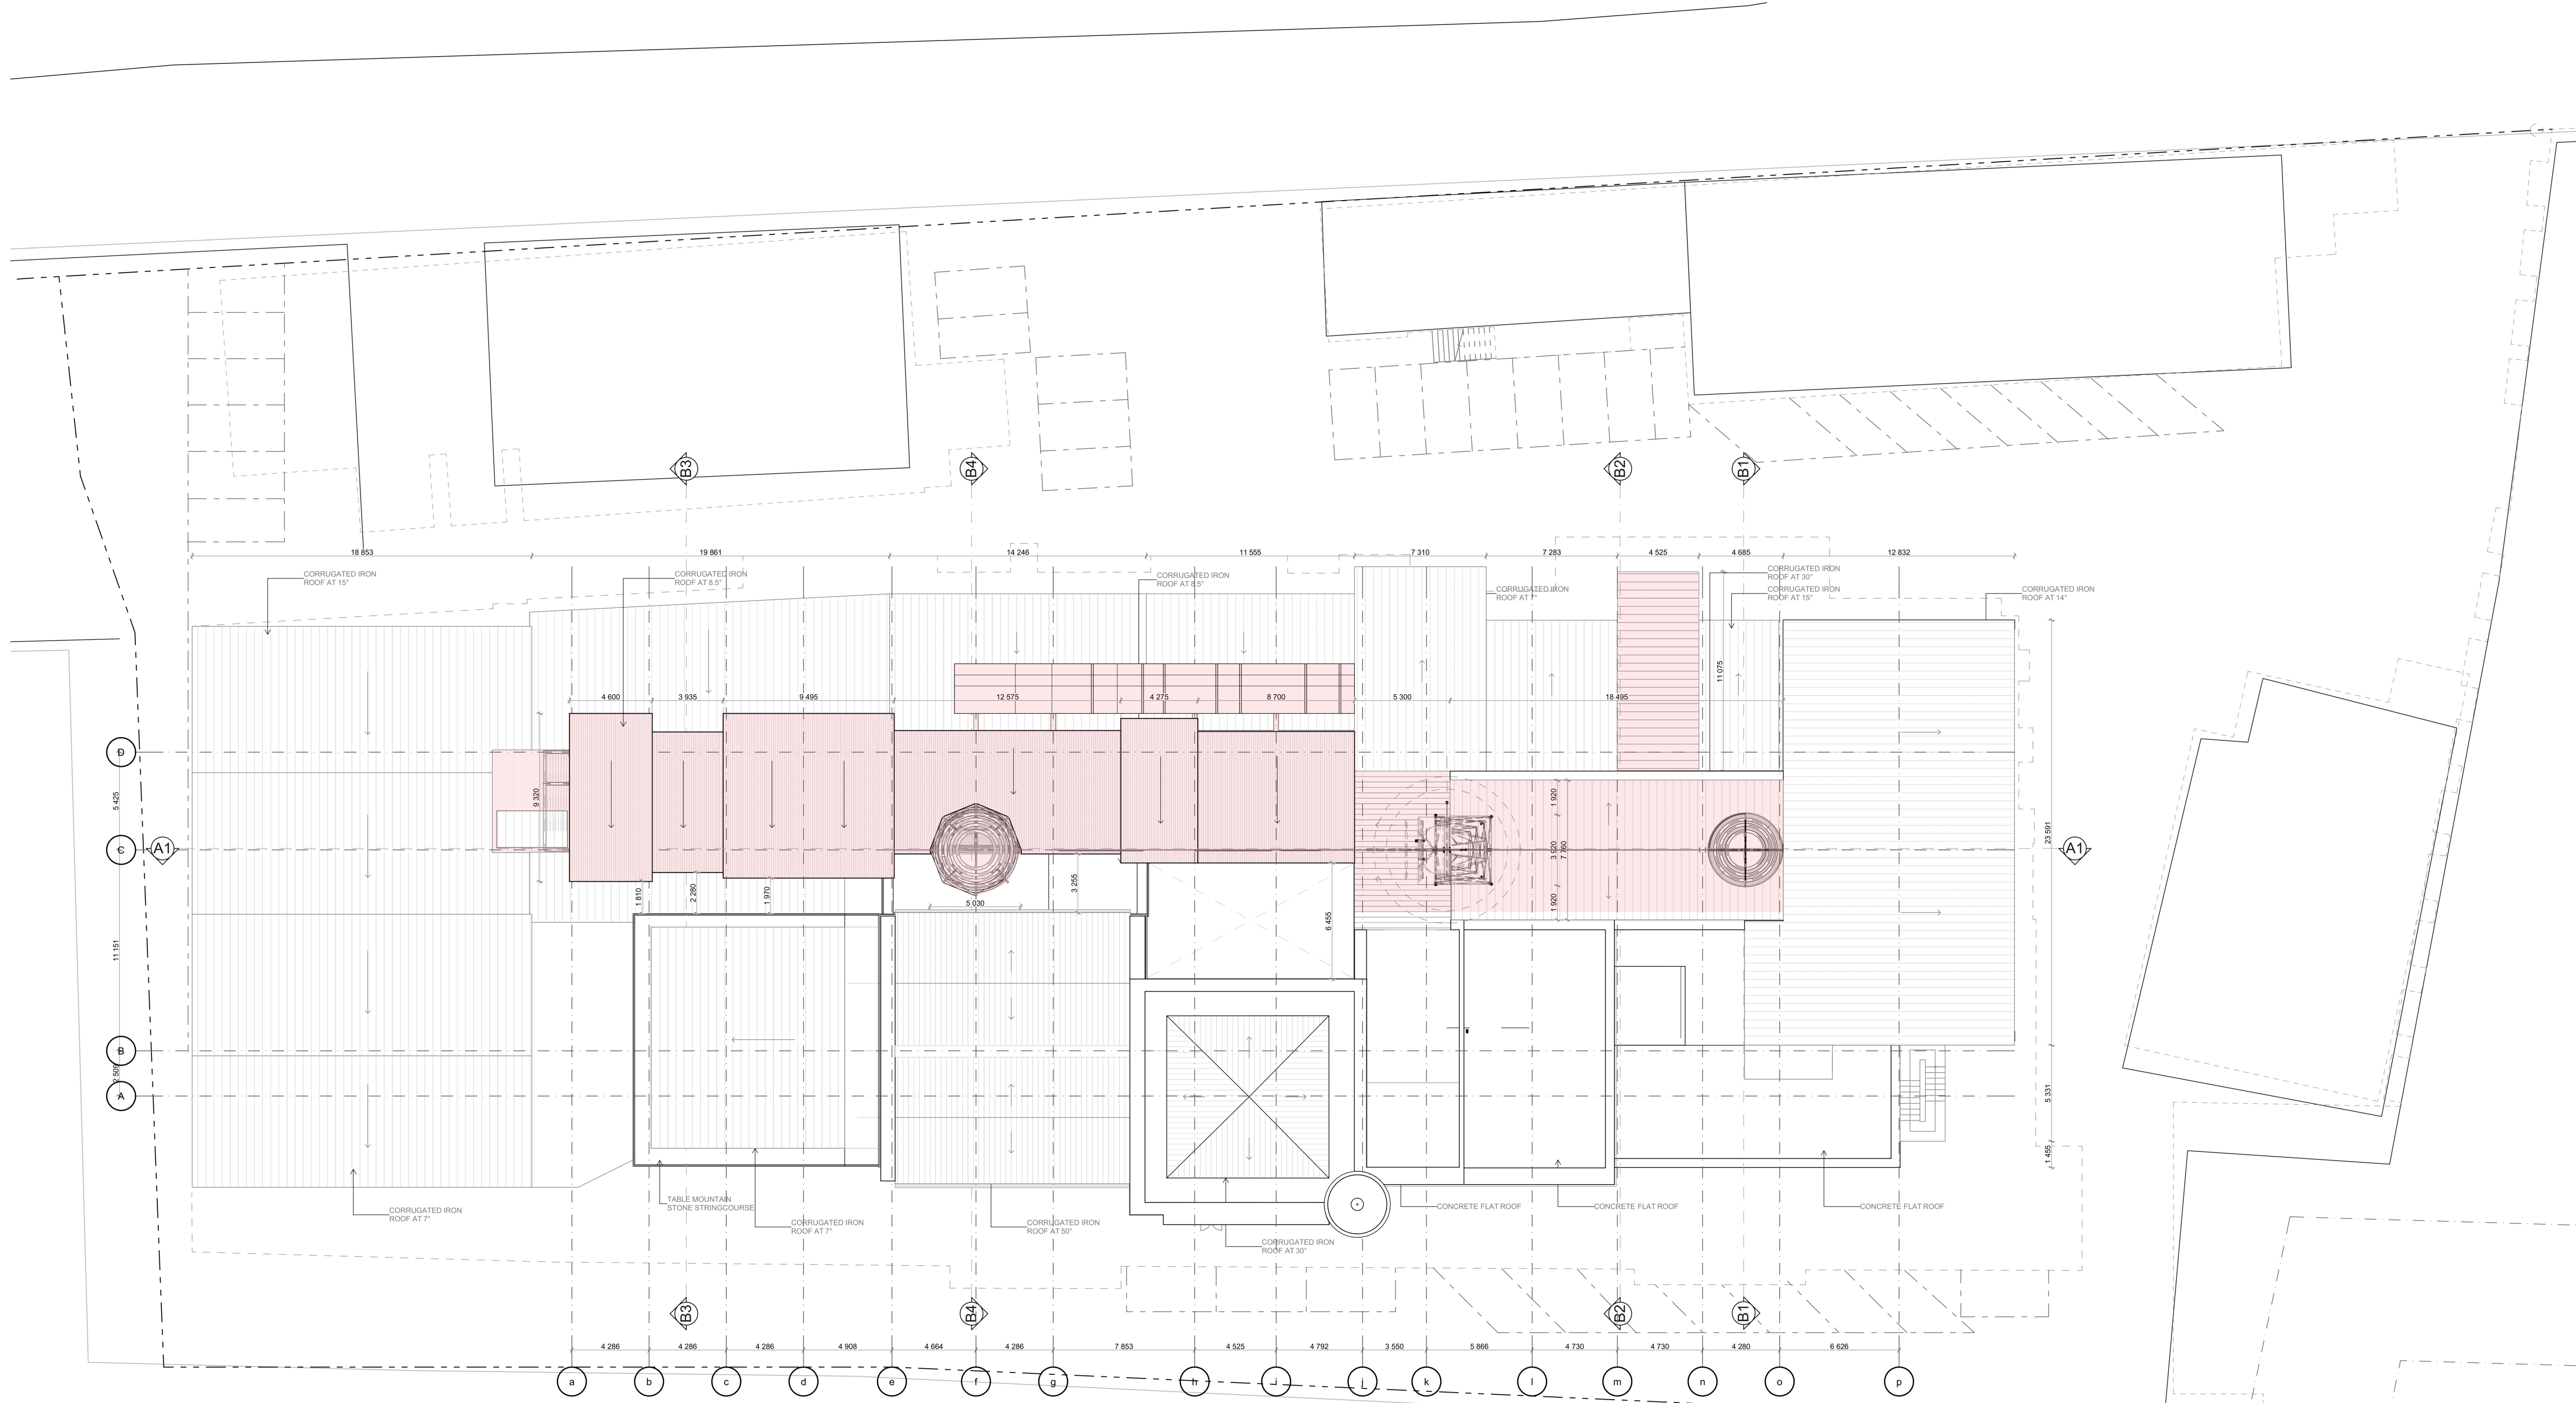 B3
B4
B2
B1
18 853
19 861
14 246
11 555
7 310
7 283
4 525
4 685
12 832
CORRUGATED IRON
ROOF AT 15°
CORRUGATED IRON
ROOF AT 8.5°
CORRUGATED IRON
ROOF AT 8.5°
CORRUGATED IRON
ROOF AT 7°
CORRUGATED IRON
ROOF AT 30°
CORRUGATED IRON
ROOF AT 15°
CORRUGATED IRON
ROOF AT 14°
11 075
4 600
3 935
9 495
12 575
4 275
8 700
5 300
18 495
D
5 425
9 320
1 920
3 920
7 760
1 920
23 591
C
A1
A1
1 810
2 280
1 970
5 030
3 255
6 455
11 151
B
2 509
A
5 331
1 455
TABLE MOUNTAIN
STONE STRINGCOURSE
CORRUGATED IRON
ROOF AT 7°
CORRUGATED IRON
ROOF AT 7°
CORRUGATED IRON
ROOF AT 50°
CORRUGATED IRON
ROOF AT 30°
CONCRETE FLAT ROOF
CONCRETE FLAT ROOF
CONCRETE FLAT ROOF
B3
B4
B2
B1
4 286
4 286
4 286
4 908
4 664
4 286
7 853
4 525
4 792
3 550
5 866
4 730
4 730
4 280
6 626
a
b
c
d
e
f
g
h
i
j
k
l
m
n
o
p